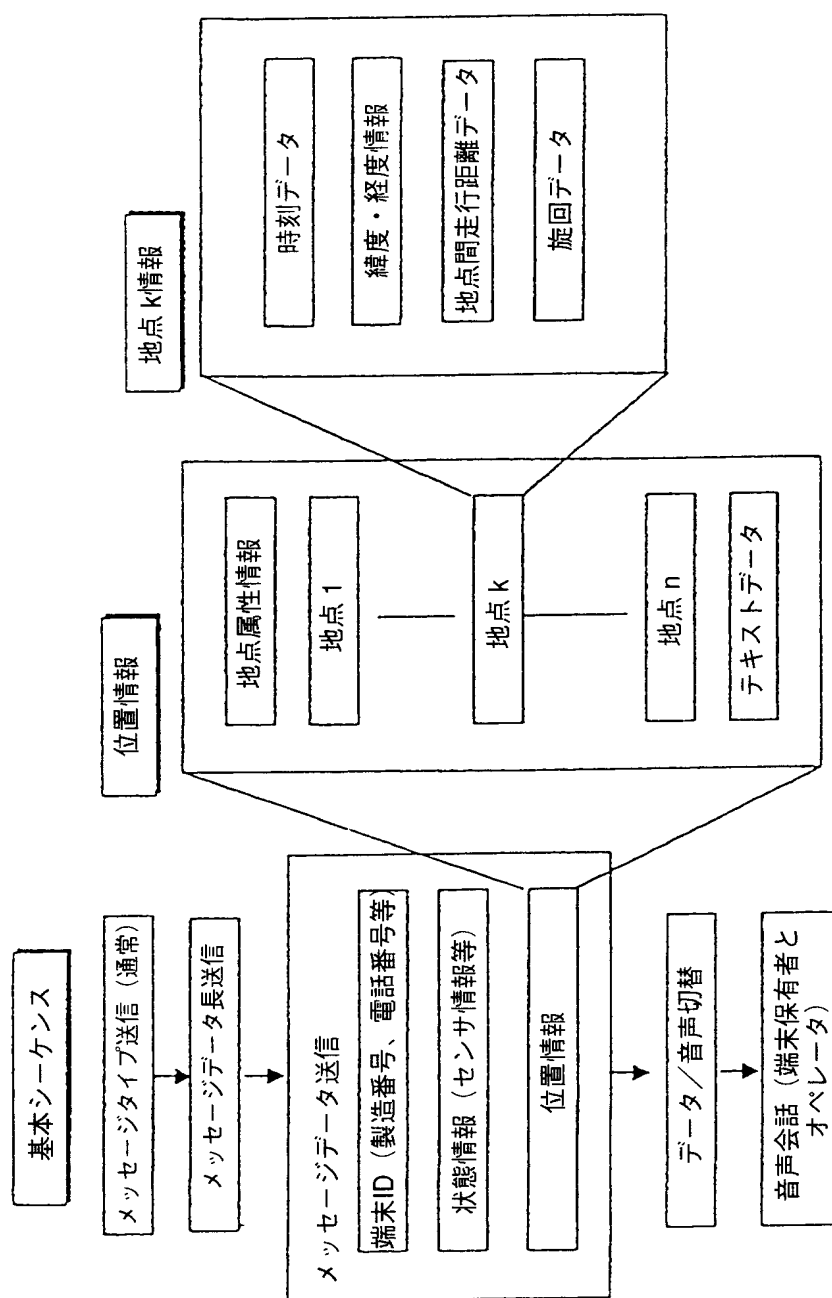 基本シーケンス
メッセージタイプ送信（通常）
メッセージデータ長送信
メッセージデータ送信
端末ID（製造番号、電話番号等）
状態情報（センサ情報等）
位置情報
データ／音声切替
音声会話（端末保有者と
オペレータ）
位置情報
地点属性情報
地点1
地点k
地点n
テキストデータ
地点k情報
時刻データ
緯度・経度情報
地点間走行距離データ
旋回データ